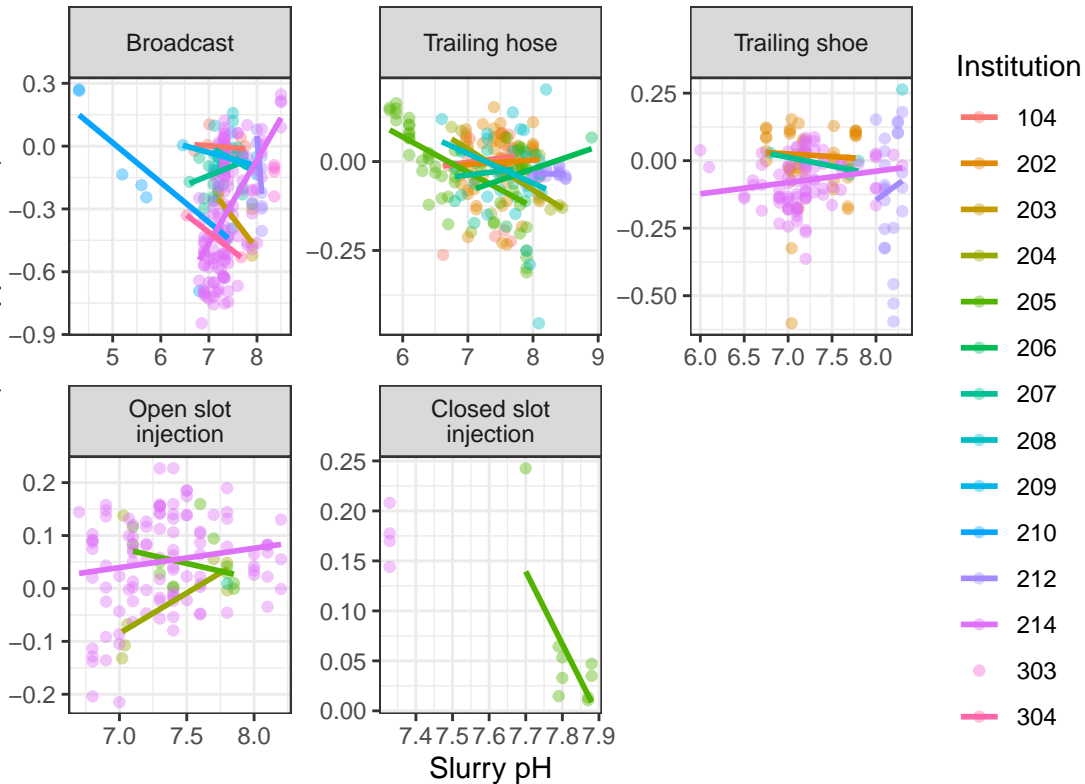 Broadcast
Trailing hose
Trailing shoe
0.3
0.0
−0.3
−0.6
−0.9
5 6 7 8
0.00
−0.25
6 7 8 9
0.25
0.00
−0.25
−0.50
6.0 6.5 7.0 7.5 8.0
Open slot
injection
Closed slot
injection
0.2
0.1
0.0
−0.1
−0.2
7.0 7.5 8.0
0.25
0.20
0.15
0.10
0.05
0.00
7.4 7.5 7.6 7.7 7.8 7.9
Slurry pH
Institution
104
202
203
204
205
206
207
208
209
210
212
214
303
304